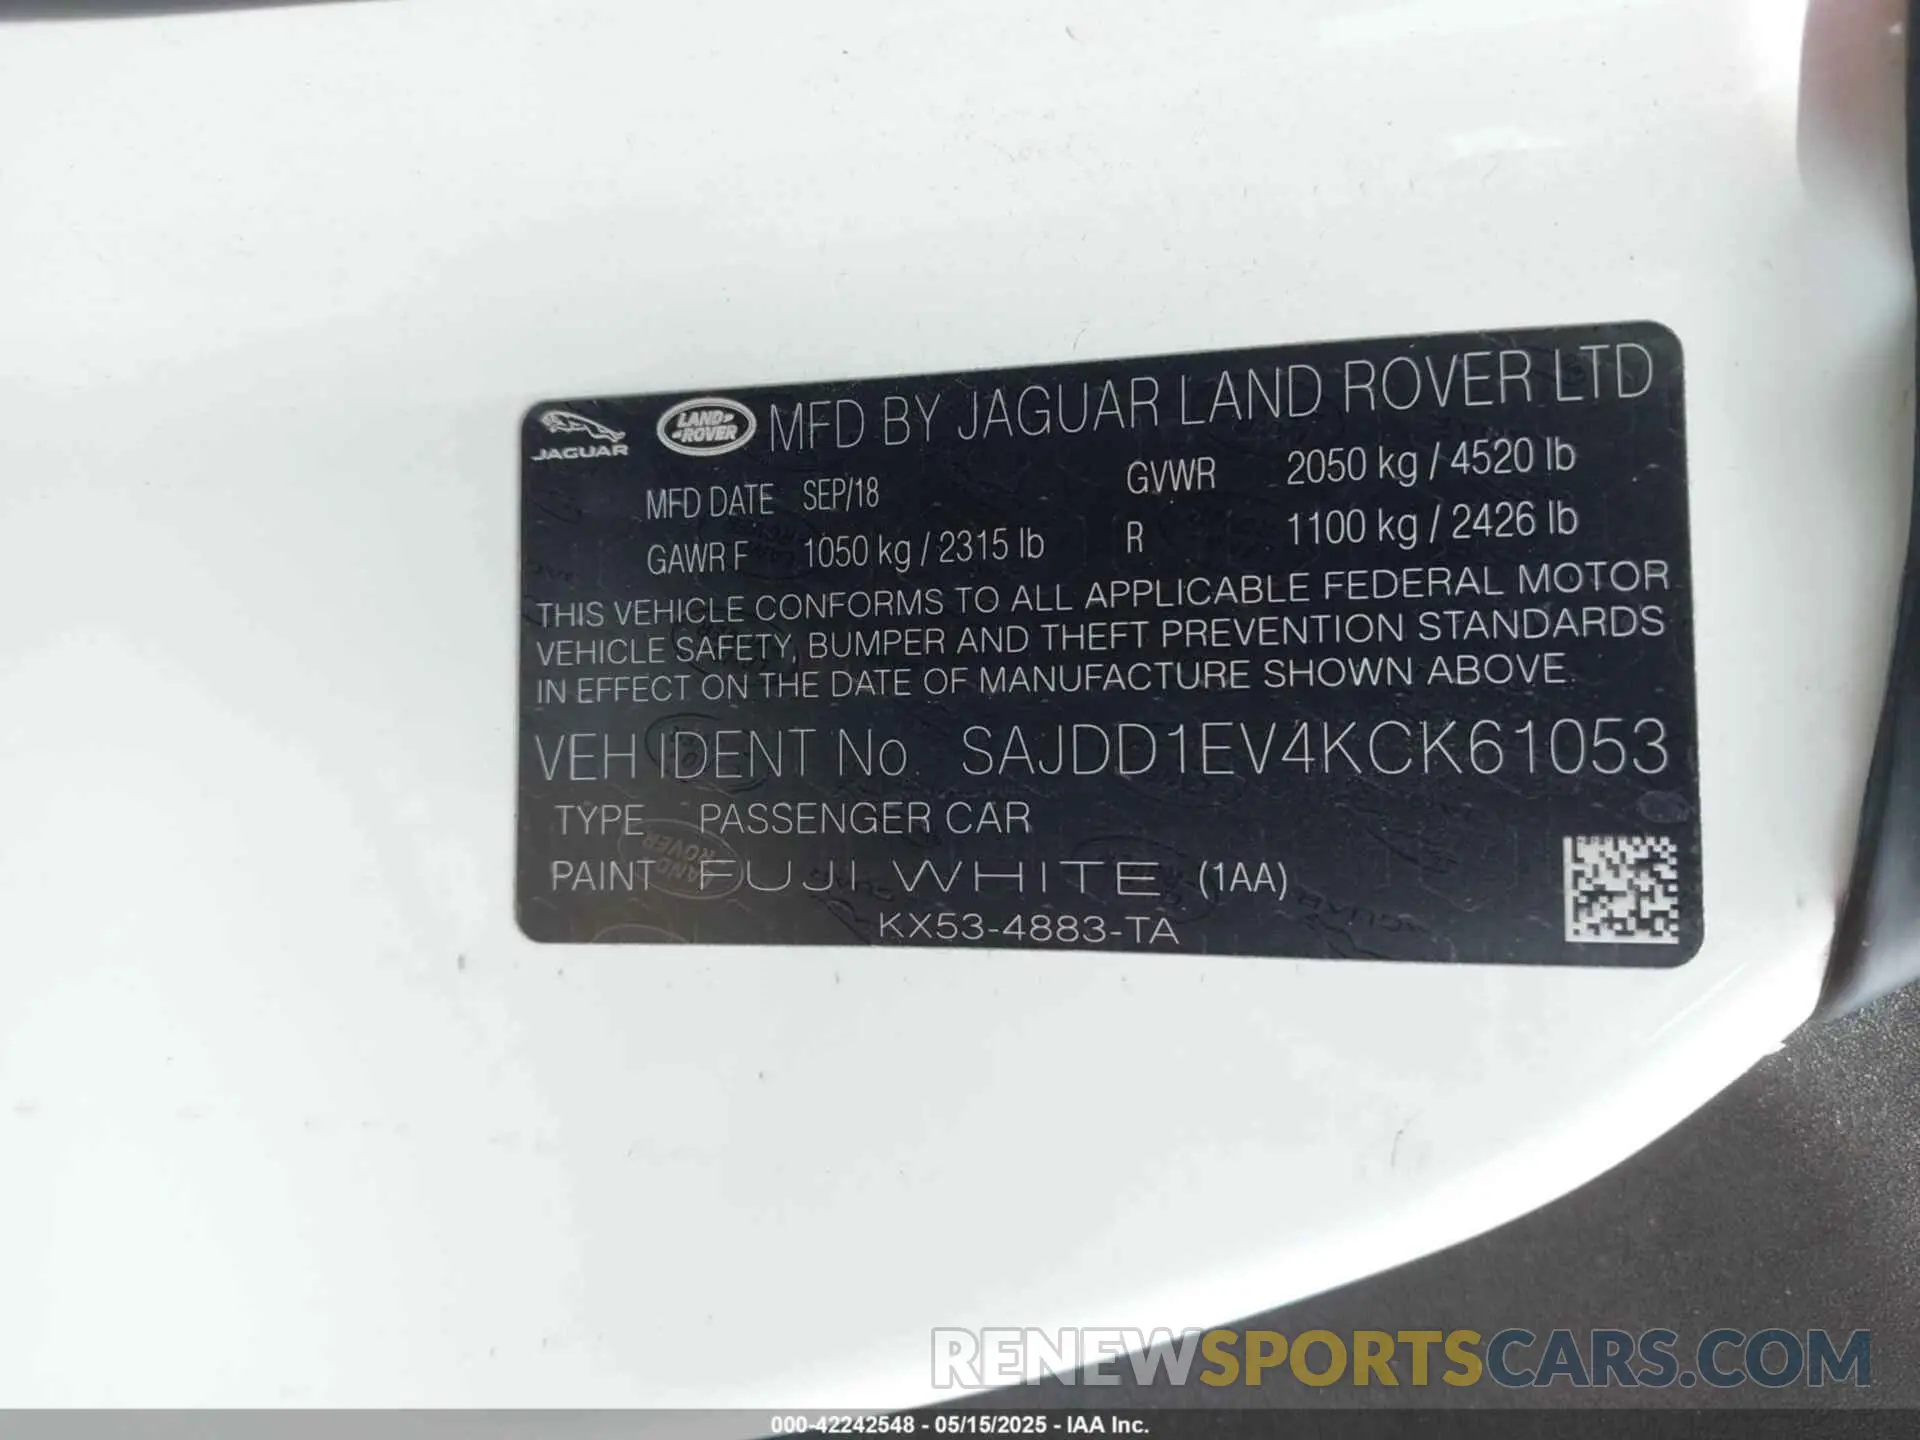 JAGUAR
LAND ROVER
MFD BY JAGUAR LAND ROVER LTD
MFD DATE SEP/18 GVWR 2050 kg / 4520 lb
GAWR F 1050 kg / 2315 lb R 1100 kg / 2426 lb
THIS VEHICLE CONFORMS TO ALL APPLICABLE FEDERAL MOTOR
VEHICLE SAFETY, BUMPER AND THEFT PREVENTION STANDARDS
IN EFFECT ON THE DATE OF MANUFACTURE SHOWN ABOVE.
VEH IDENT No. SAJDD1EV4KCK61053
TYPE PASSENGER CAR
PAINT FUJI WHITE (1AA)
KX53-4883-TA
RENEWSPORTSCARS.COM
000-42242548 - 05/15/2025 - IAA Inc.